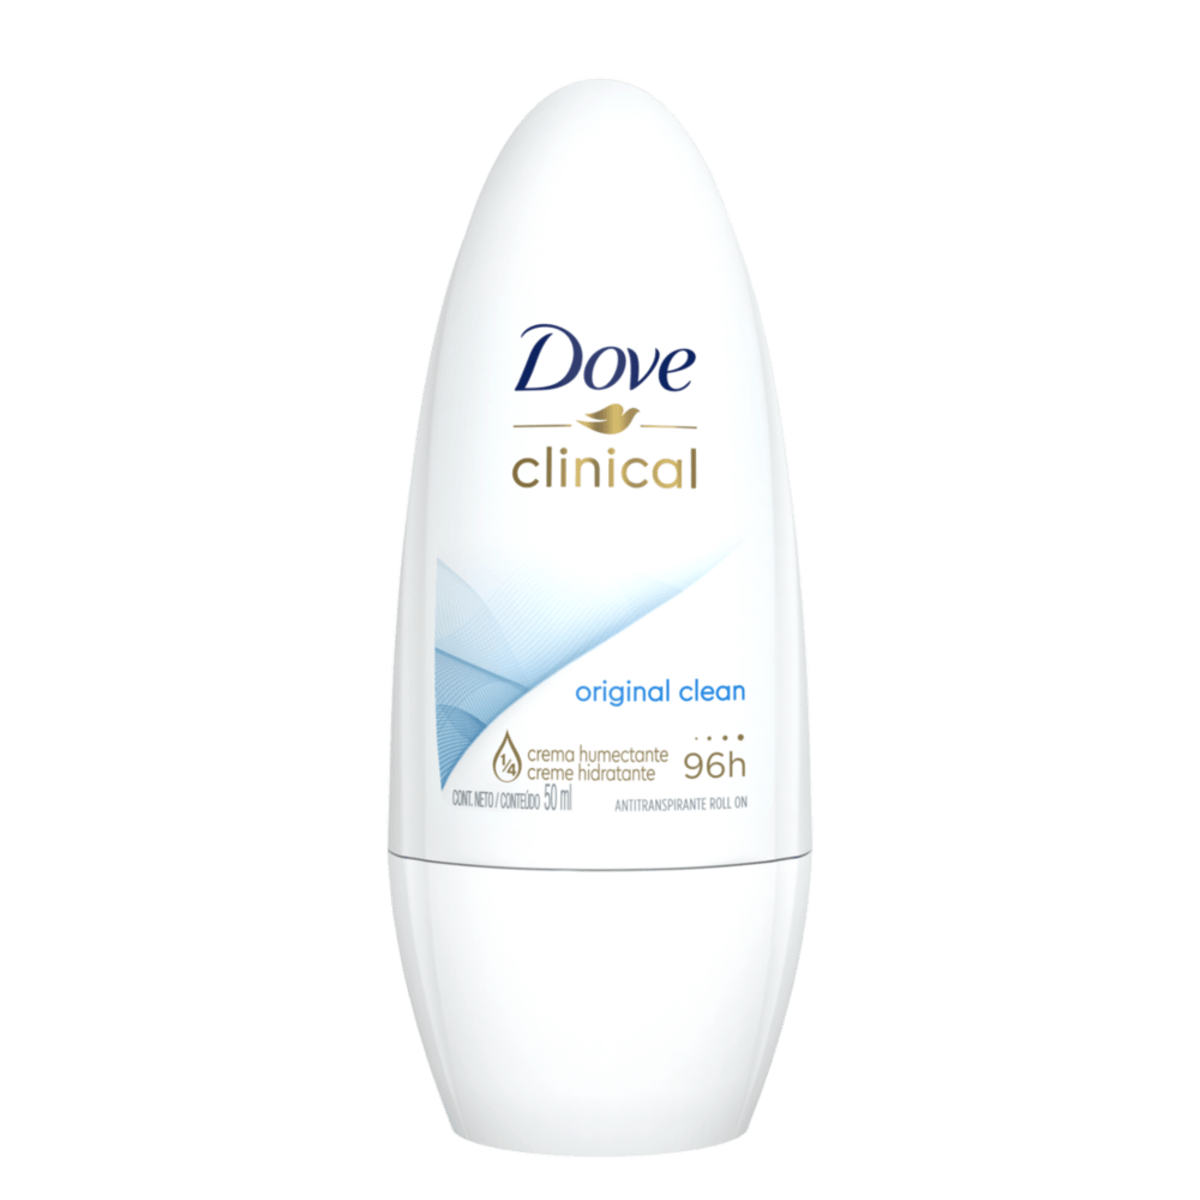 Dove
clinical
original clean
1/4
crema humectante
creme hidratante
96h
CONT. NETO / CONTEÚDO 50 ml
ANTITRANSPIRANTE ROLL ON